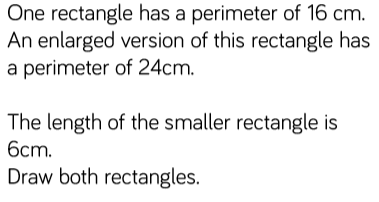 One rectangle has a perimeter of 16 cm.
An enlarged version of this rectangle has
a perimeter of 24cm.
The length of the smaller rectangle is
6cm.
Draw both rectangles.